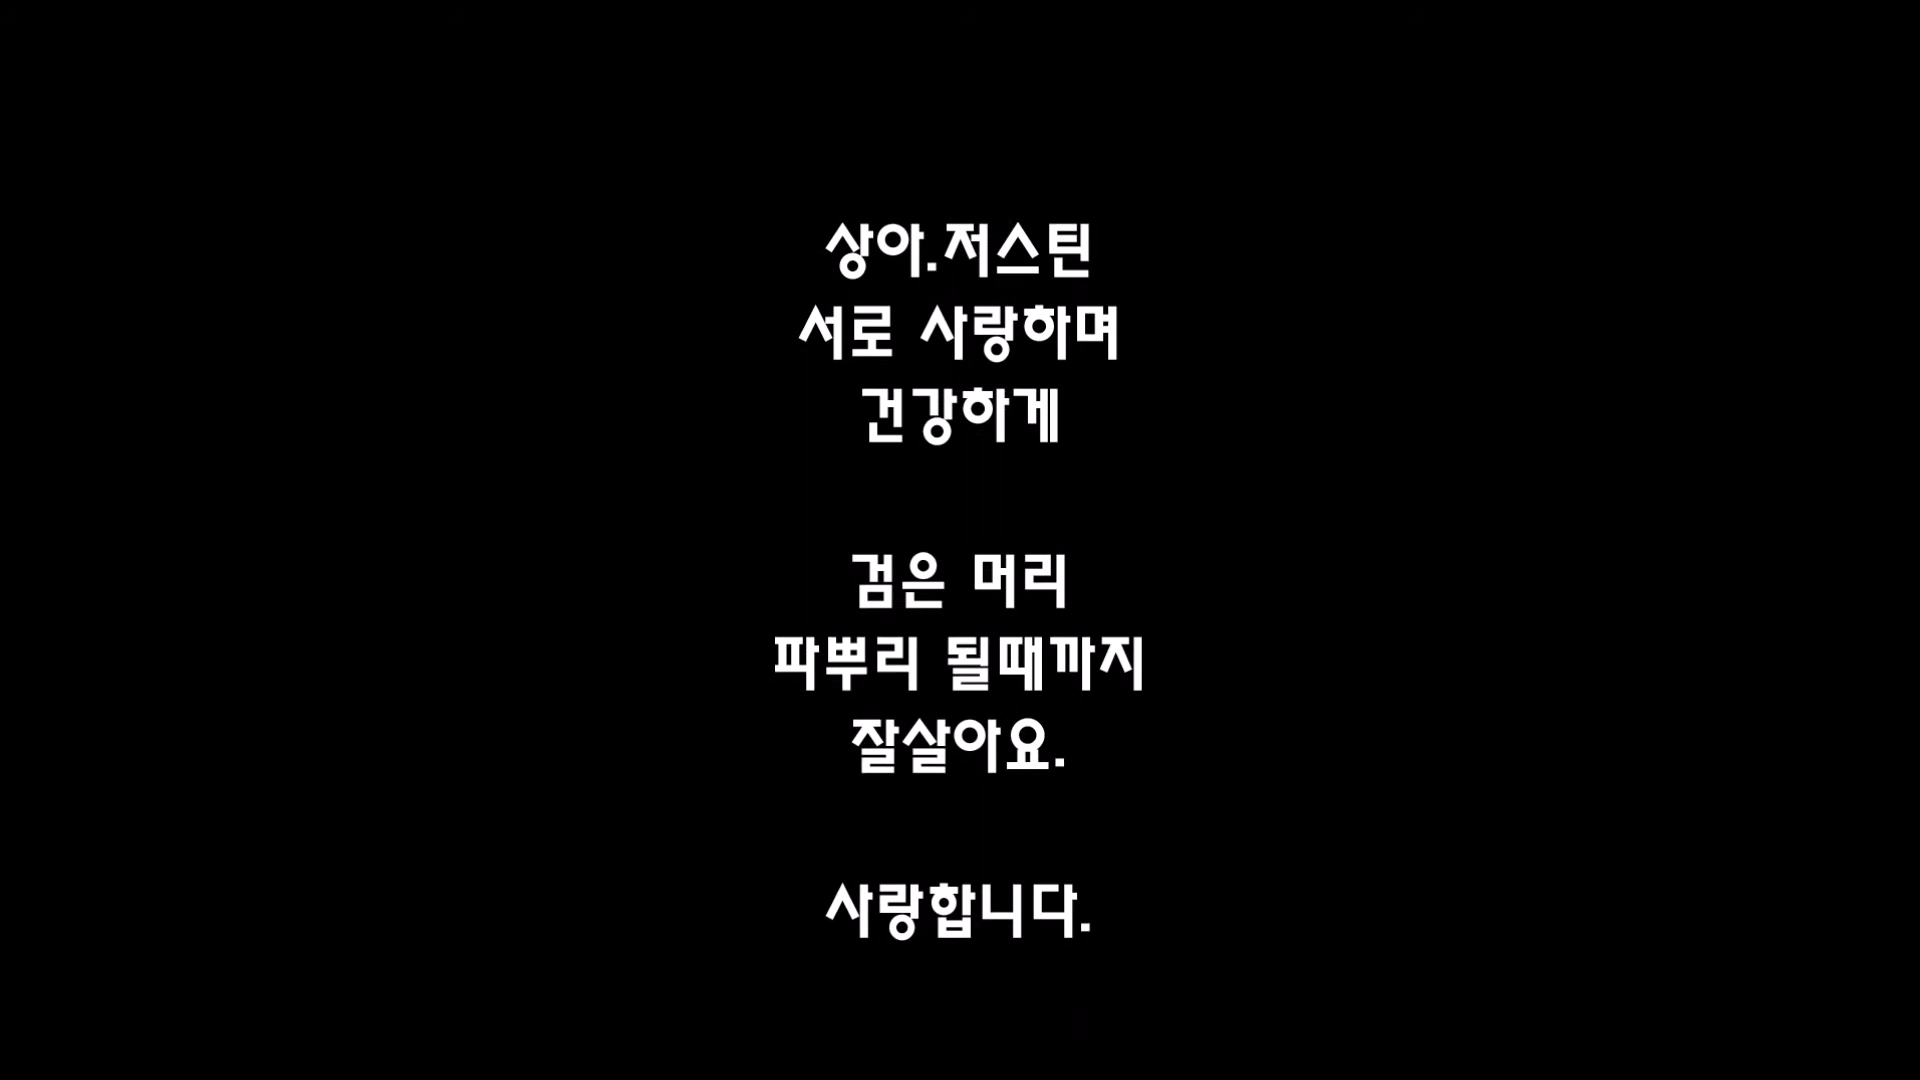 상아.저스틴
서로 사랑하며
건강하게
검은 머리
파뿌리 될때까지
잘살아요.
사랑합니다.